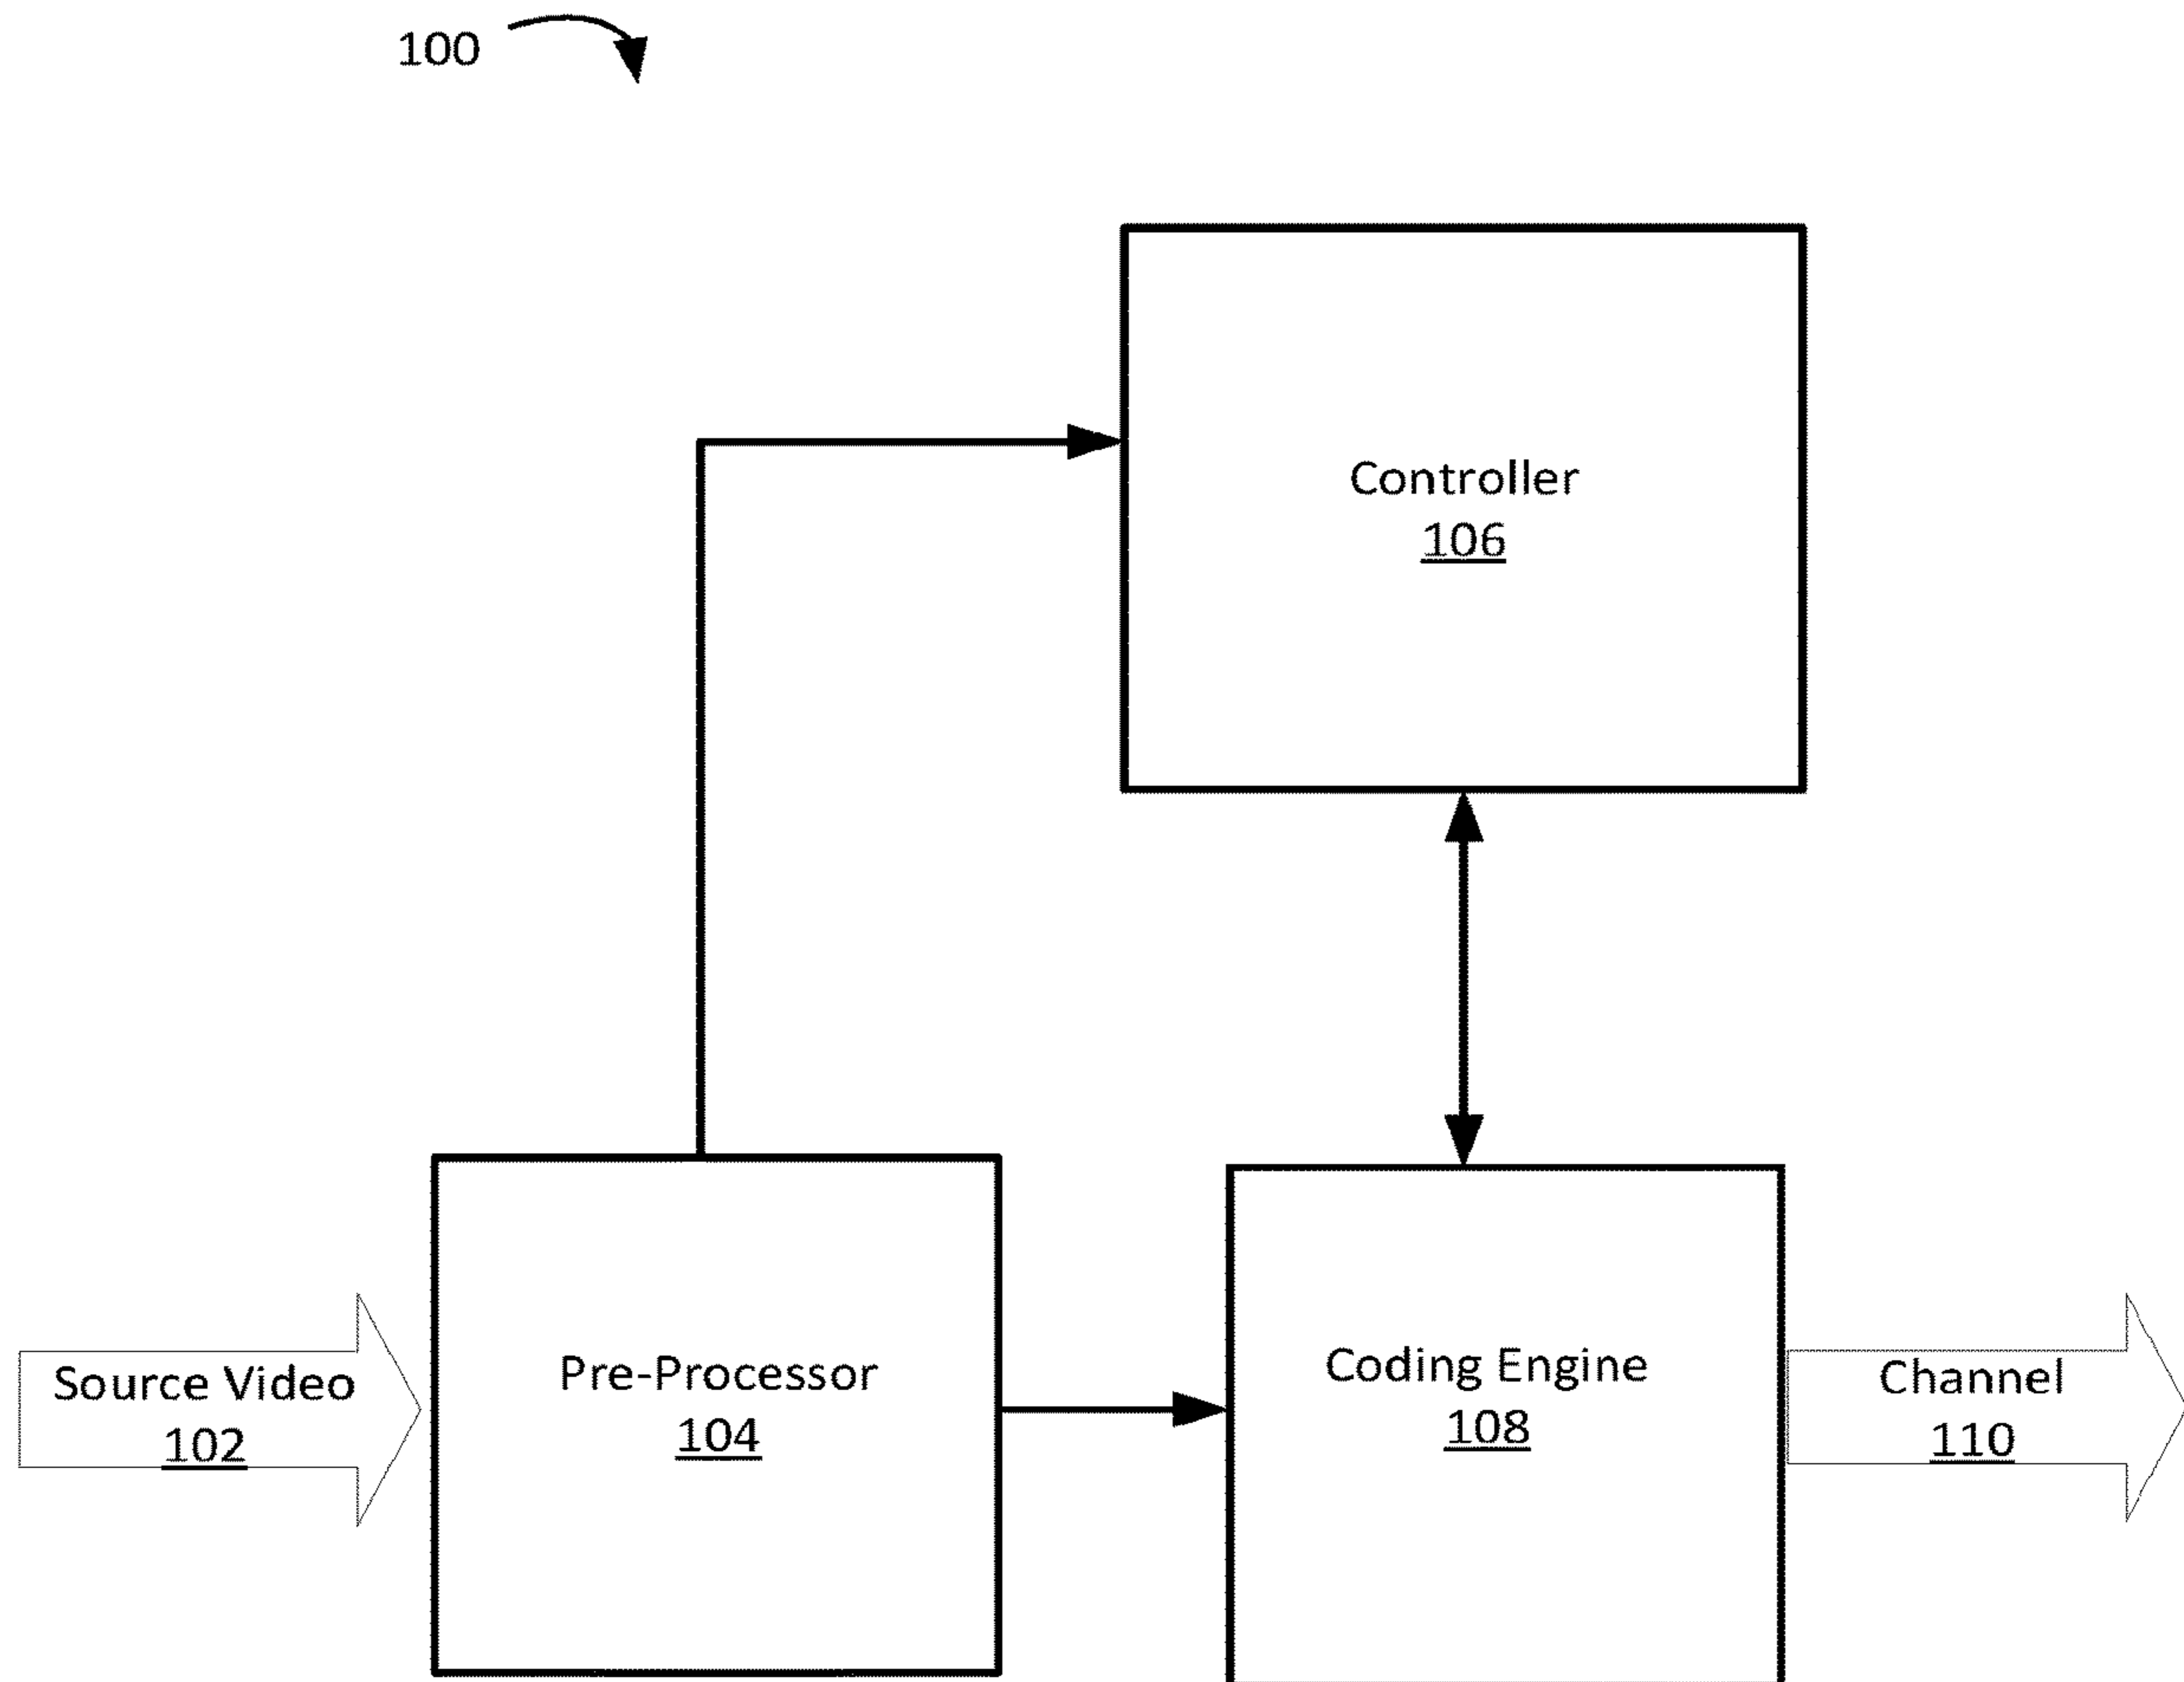 100
Controller
106
Source Video
102
Pre-Processor
104
Coding Engine
108
Channel
110